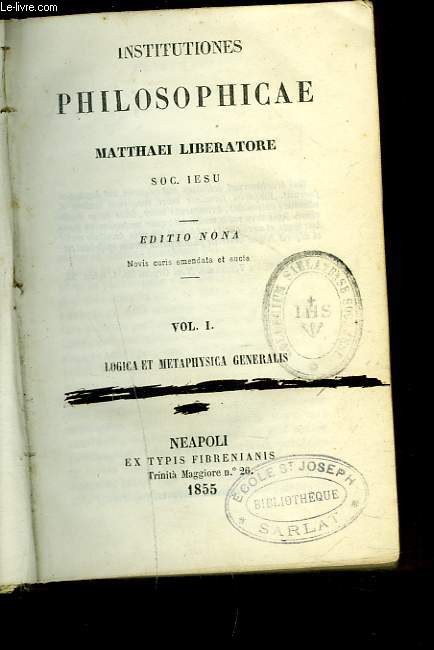 Le-livre.com
INSTITUTIONES
PHILOSOPHICAE
MATTHAEI LIBERATORE
SOC. IESU
EDITIO NONA
Novis curis emendata et aucta
VOL. I.
LOGICA ET METAPHYSICA GENERALIS
NEAPOLI
EX TYPIS FIBRENIANIS
Trinità Maggiore n.º 26.
1855
IHS
ÉCOLE ST JOSEPH
BIBLIOTHÈQUE
SARLAT